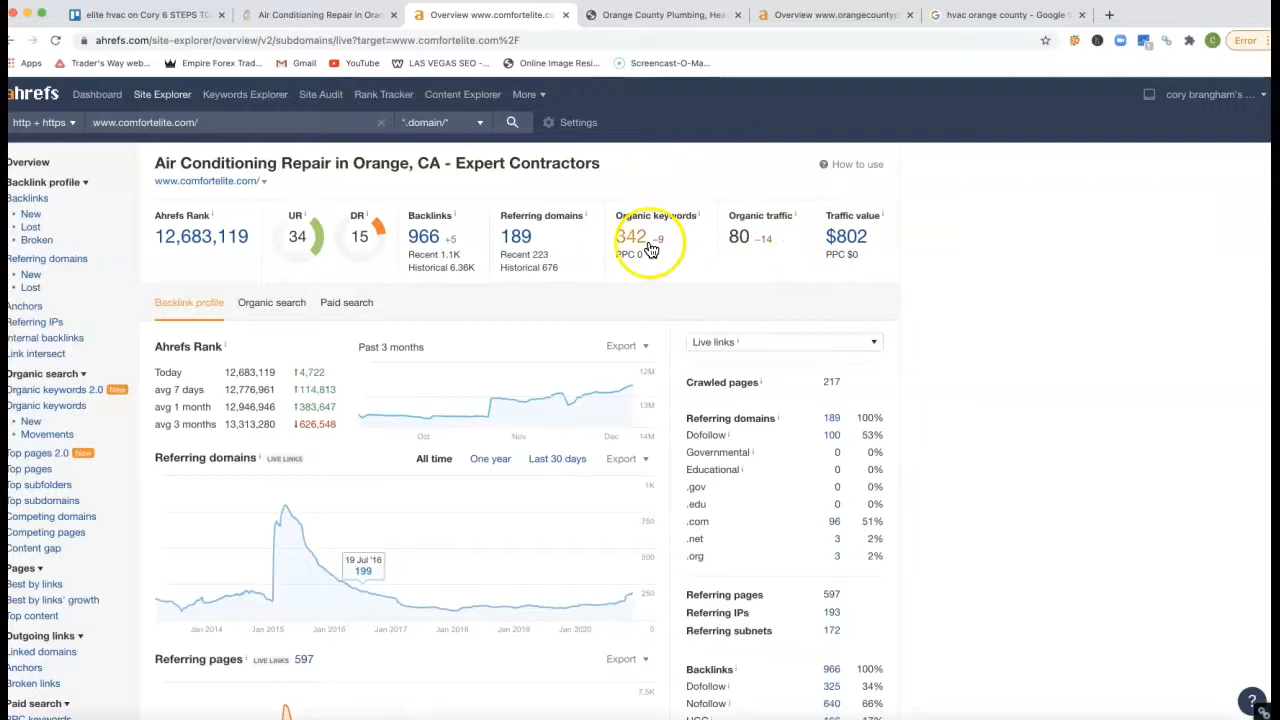 elite hvac on Cory 6 STEPS TO
Air Conditioning Repair in Oran
Overview www.comfortelite.com
Orange County Plumbing, Hea
Overview www.orangecountyp
hvac orange county - Google S
ahrefs.com/site-explorer/overview/v2/subdomains/live?target=www.comfortelite.com%2F
Error
Apps
Trader's Way web...
Empire Forex Trad...
Gmail
YouTube
LAS VEGAS SEO -...
Online Image Resi...
Screencast-O-Ma...
ahrefs
Dashboard
Site Explorer
Keywords Explorer
Site Audit
Rank Tracker
Content Explorer
More
cory brangham's ...
http + https
www.comfortelite.com/
*.domain/*
Settings
Overview
Backlink profile
Backlinks
New
Lost
Broken
Referring domains
New
Lost
Anchors
Referring IPs
Internal backlinks
Link intersect
Organic search
Organic keywords 2.0 New
Organic keywords
New
Movements
Top pages 2.0 New
Top pages
Top subfolders
Top subdomains
Competing domains
Competing pages
Content gap
Pages
Best by links
Best by links' growth
Top content
Outgoing links
Linked domains
Anchors
Broken links
Paid search
PPC keywords
Air Conditioning Repair in Orange, CA - Expert Contractors
How to use
www.comfortelite.com/
Ahrefs Rank
12,683,119
UR
34
DR
15
Backlinks
966 +5
Recent 1.1K
Historical 6.36K
Referring domains
189
Recent 223
Historical 676
Organic keywords
342 -9
PPC 0
Organic traffic
80 -14
Traffic value
$802
PPC $0
Backlink profile
Organic search
Paid search
Ahrefs Rank
Past 3 months
Export
Today 12,683,119 ↑4,722
avg 7 days 12,776,961 ↑114,813
avg 1 month 12,946,946 ↑383,647
avg 3 months 13,313,280 ↓626,548
12M
13M
14M
Oct
Nov
Dec
Referring domains LIVE LINKS
All time
One year
Last 30 days
Export
1K
750
500
250
0
19 Jul '16
199
Jan 2014
Jan 2015
Jan 2016
Jan 2017
Jan 2018
Jan 2019
Jan 2020
Referring pages LIVE LINKS 597
Export
7.5K
Live links
Crawled pages 217
Referring domains 189 100%
Dofollow 100 53%
Governmental 0 0%
Educational 0 0%
.gov 0 0%
.edu 0 0%
.com 96 51%
.net 3 2%
.org 3 2%
Referring pages 597
Referring IPs 193
Referring subnets 172
Backlinks 966 100%
Dofollow 325 34%
Nofollow 640 66%
UGC 166 17%
?